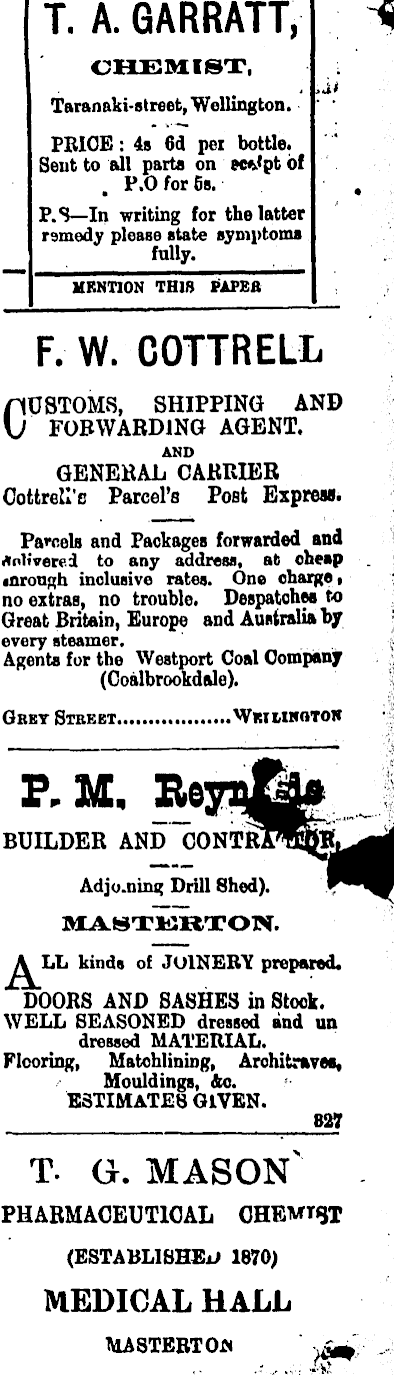 T. A. GARRATT,
CHEMIST,
Taranaki-street, Wellington.
PRICE: 4s 6d per bottle.
Sent to all parts on of
P.O for 5s.
P.S—In writing for the latter
remedy please state symptoms
fully.
MENTION THIS PAPER
F. W. COTTRELL
CUSTOMS, SHIPPING AND
FORWARDING AGENT.
AND
GENERAL CARRIER
Cottrell's Parcel's Post Express.
Parcels and Packages forwarded and
delivered to any address, at cheap
through inclusive rates. One charge,
no extras, no trouble. Despatches to
Great Britain, Europe and Australia by
every steamer.
Agents for the Westport Coal Company
(Coalbrookdale).
GREY STREET..................WELLINGTON
P. M. Reynolds
BUILDER AND CONTRACTOR,
Adjoining Drill Shed).
MASTERTON.
ALL kinds of JOINERY prepared.
DOORS AND SASHES in Stock.
WELL SEASONED dressed and un
dressed MATERIAL.
Flooring, Matchlining, Architraves,
Mouldings, &c.
ESTIMATES GIVEN.
827
T. G. MASON
PHARMACEUTICAL CHEMIST
(ESTABLISHED 1870)
MEDICAL HALL
MASTERTON